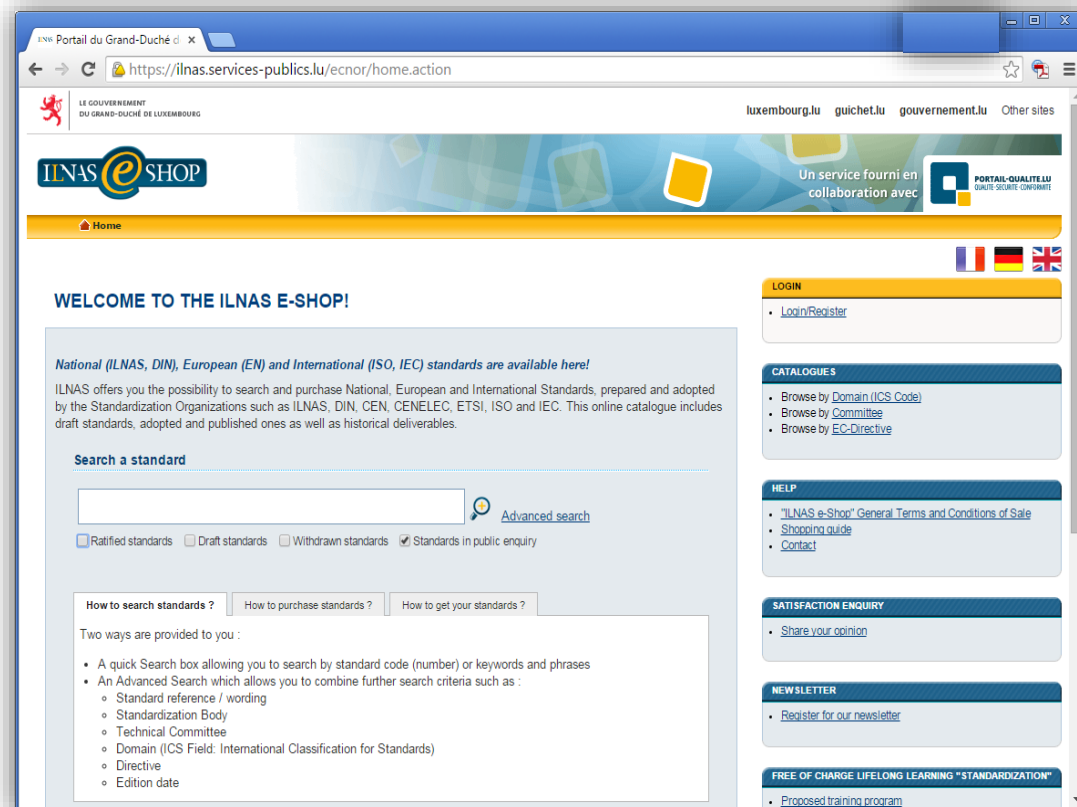 ENS Portail du Grand-Duché d
https://ilnas.services-publics.lu/ecnor/home.action
LE GOUVERNEMENT
DU GRAND-DUCHÉ DE LUXEMBOURG
luxembourg.lu guichet.lu gouvernement.lu Other sites
ILNAS e SHOP
Un service fourni en
collaboration avec
PORTAIL-QUALITE.LU
QUALITE-SECURITE-CONFORMITE
Home
WELCOME TO THE ILNAS E-SHOP!
National (ILNAS, DIN), European (EN) and International (ISO, IEC) standards are available here!
ILNAS offers you the possibility to search and purchase National, European and International Standards, prepared and adopted
by the Standardization Organizations such as ILNAS, DIN, CEN, CENELEC, ETSI, ISO and IEC. This online catalogue includes
draft standards, adopted and published ones as well as historical deliverables.
Search a standard
Advanced search
Ratified standards Draft standards Withdrawn standards Standards in public enquiry
How to search standards ? How to purchase standards ? How to get your standards ?
Two ways are provided to you :
• A quick Search box allowing you to search by standard code (number) or keywords and phrases
• An Advanced Search which allows you to combine further search criteria such as :
Standard reference / wording
Standardization Body
Technical Committee
Domain (ICS Field: International Classification for Standards)
Directive
Edition date
LOGIN
• Login/Register
CATALOGUES
• Browse by Domain (ICS Code)
• Browse by Committee
• Browse by EC-Directive
HELP
• "ILNAS e-Shop" General Terms and Conditions of Sale
• Shopping guide
• Contact
SATISFACTION ENQUIRY
• Share your opinion
NEWSLETTER
• Register for our newsletter
FREE OF CHARGE LIFELONG LEARNING "STANDARDIZATION"
• Proposed training program